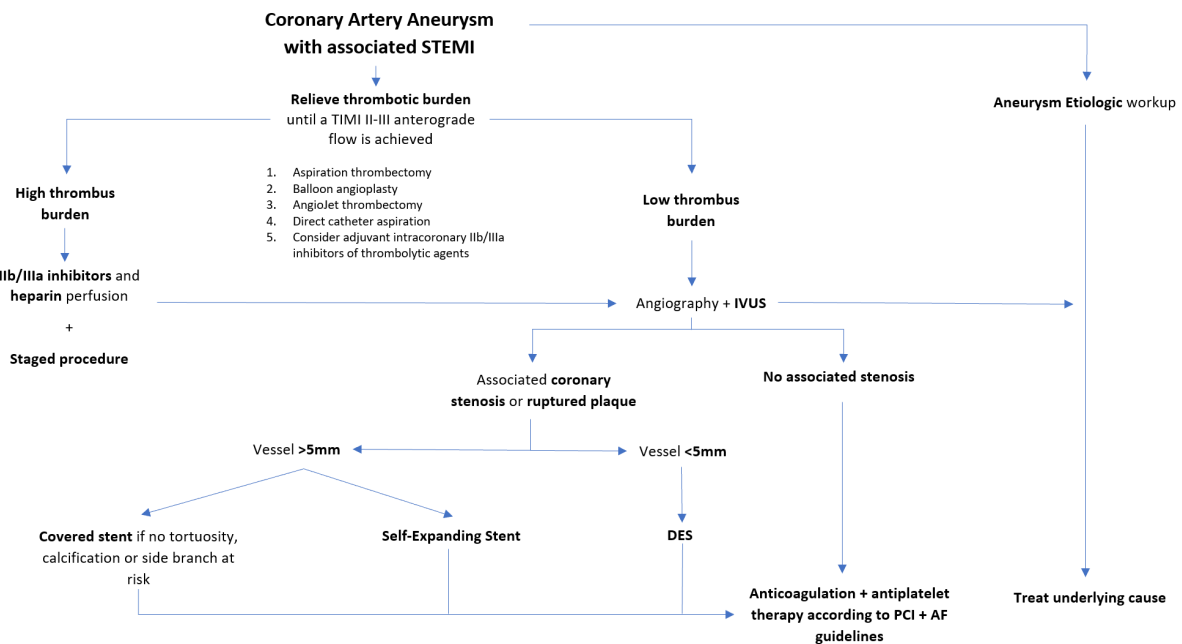 Coronary Artery Aneurysm
with associated STEMI
Relieve thrombotic burden
until a TIMI II-III anterograde
flow is achieved
Aneurysm Etiologic workup
1. Aspiration thrombectomy
2. Balloon angioplasty
3. AngioJet thrombectomy
4. Direct catheter aspiration
5. Consider adjuvant intracoronary IIb/IIIa
inhibitors of thrombolytic agents
High thrombus
burden
Low thrombus
burden
IIb/IIIa inhibitors and
heparin perfusion
+
Staged procedure
Angiography + IVUS
Associated coronary
stenosis or ruptured plaque
No associated stenosis
Vessel >5mm
Vessel <5mm
Covered stent if no tortuosity,
calcification or side branch at
risk
Self-Expanding Stent
DES
Anticoagulation + antiplatelet
therapy according to PCI + AF
guidelines
Treat underlying cause